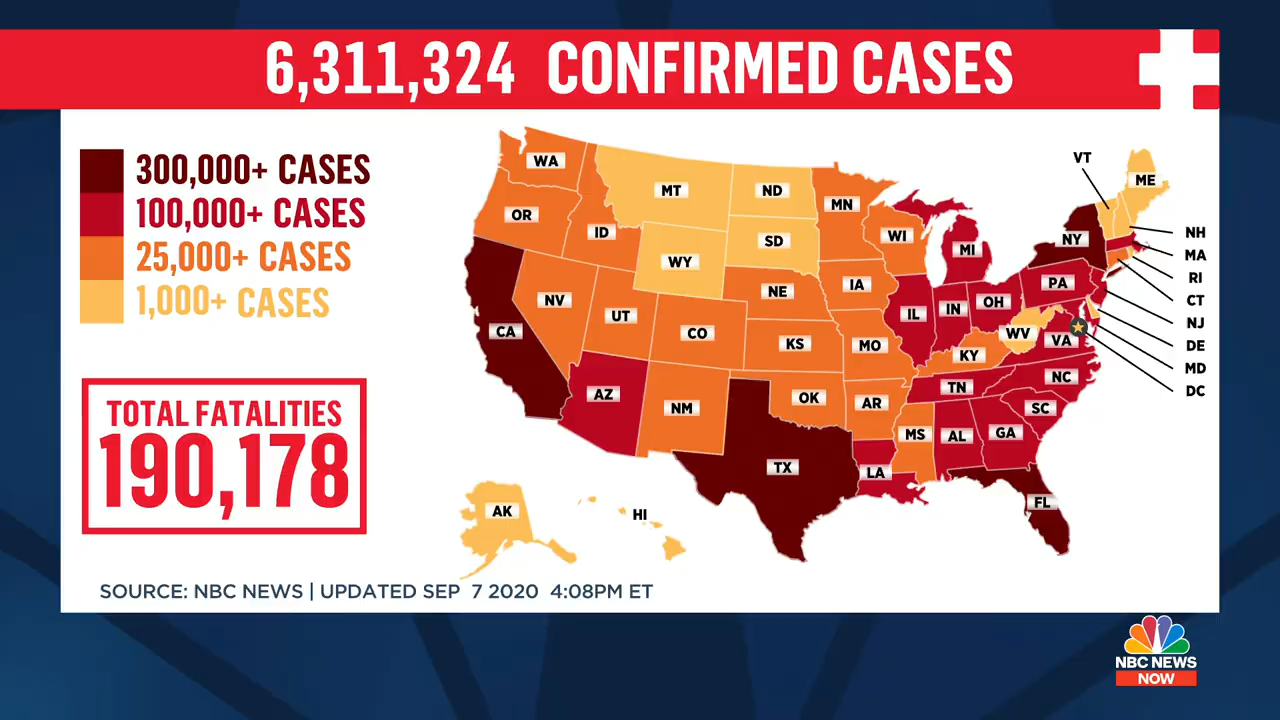 6,311,324 CONFIRMED CASES
300,000+ CASES
100,000+ CASES
25,000+ CASES
1,000+ CASES
TOTAL FATALITIES
190,178
WA
OR
CA
ID
NV
AZ
MT
WY
UT
CO
NM
ND
SD
NE
KS
OK
TX
MN
IA
MO
AR
LA
WI
IL
MI
IN
OH
KY
TN
MS
AL
GA
FL
SC
NC
VA
WV
PA
NY
VT
ME
NH
MA
RI
CT
NJ
DE
MD
DC
AK
HI
SOURCE: NBC NEWS | UPDATED SEP 7 2020 4:08PM ET
NBC NEWS
NOW